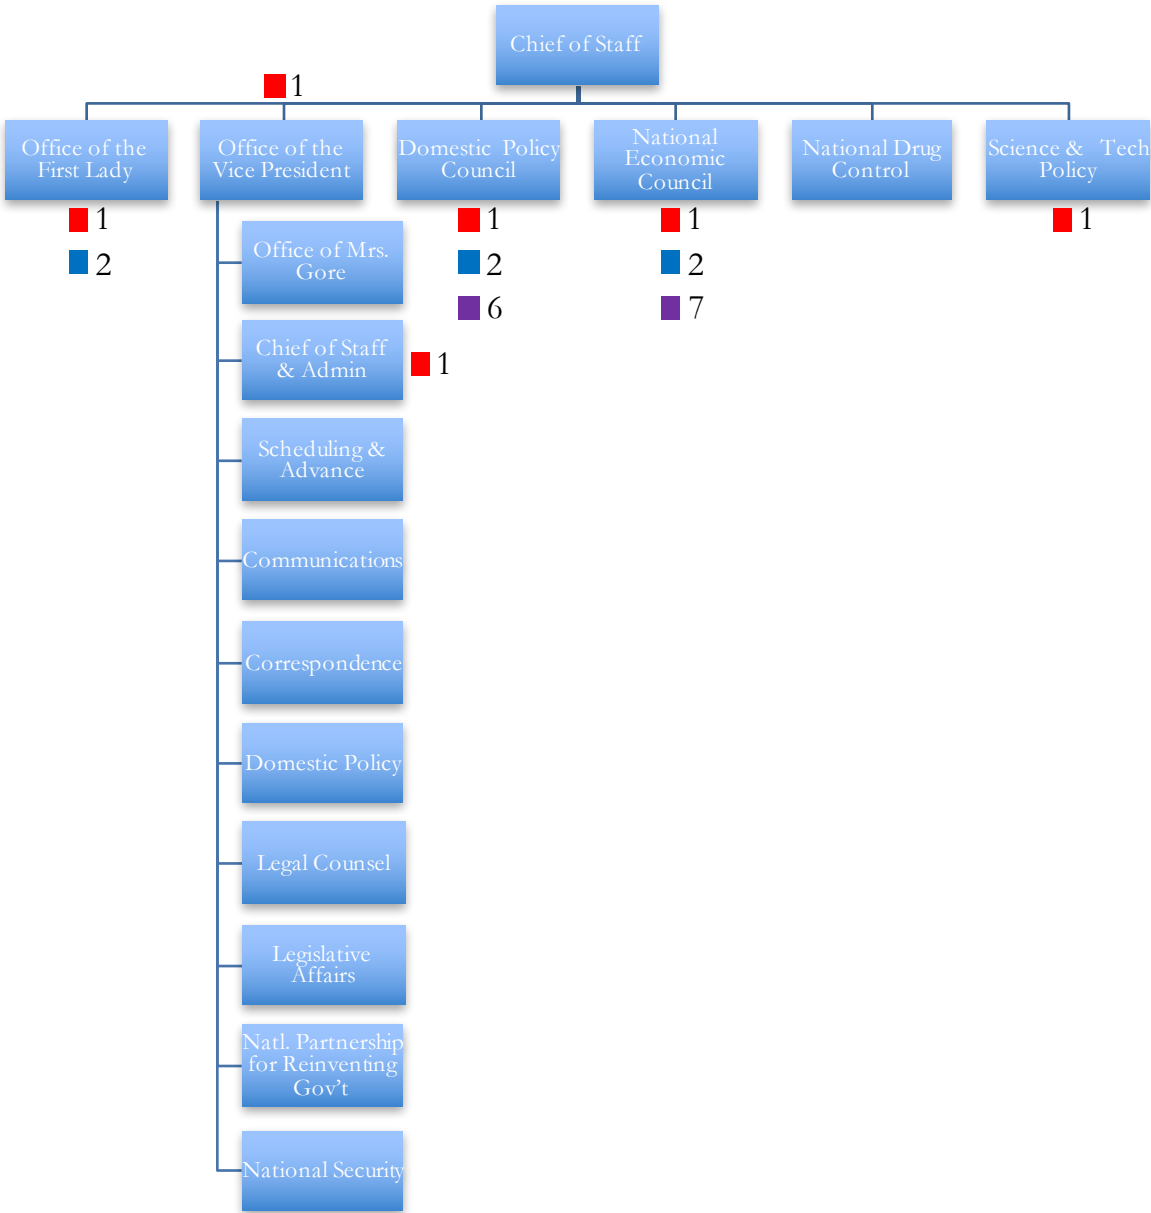 Chief of Staff
1
Office of the
First Lady
Office of the
Vice President
Domestic Policy
Council
National
Economic
Council
National Drug
Control
Science & Tech
Policy
1
2
1
2
6
1
2
7
1
Office of Mrs.
Gore
Chief of Staff
& Admin
1
Scheduling &
Advance
Communications
Correspondence
Domestic Policy
Legal Counsel
Legislative
Affairs
Natl. Partnership
for Reinventing
Gov't
National Security